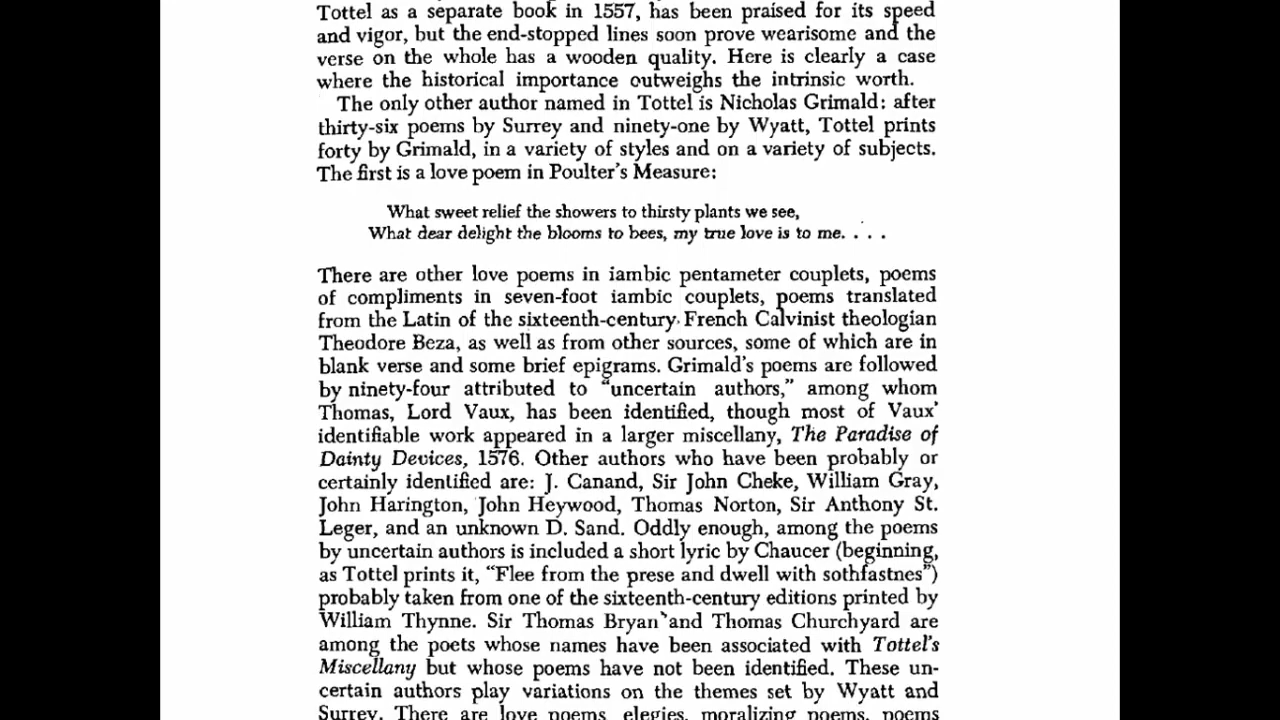 Tottel as a separate book in 1557, has been praised for its speed
and vigor, but the end-stopped lines soon prove wearisome and the
verse on the whole has a wooden quality. Here is clearly a case
where the historical importance outweighs the intrinsic worth.
The only other author named in Tottel is Nicholas Grimald: after
thirty-six poems by Surrey and ninety-one by Wyatt, Tottel prints
forty by Grimald, in a variety of styles and on a variety of subjects.
The first is a love poem in Poulter's Measure:
What sweet relief the showers to thirsty plants we see,
What dear delight the blooms to bees, my true love is to me. . . .
There are other love poems in iambic pentameter couplets, poems
of compliments in seven-foot iambic couplets, poems translated
from the Latin of the sixteenth-century French Calvinist theologian
Theodore Beza, as well as from other sources, some of which are in
blank verse and some brief epigrams. Grimald's poems are followed
by ninety-four attributed to "uncertain authors," among whom
Thomas, Lord Vaux, has been identified, though most of Vaux'
identifiable work appeared in a larger miscellany, The Paradise of
Dainty Devices, 1576. Other authors who have been probably or
certainly identified are: J. Canand, Sir John Cheke, William Gray,
John Harington, John Heywood, Thomas Norton, Sir Anthony St.
Leger, and an unknown D. Sand. Oddly enough, among the poems
by uncertain authors is included a short lyric by Chaucer (beginning,
as Tottel prints it, "Flee from the prese and dwell with sothfastnes")
probably taken from one of the sixteenth-century editions printed by
William Thynne. Sir Thomas Bryan and Thomas Churchyard are
among the poets whose names have been associated with Tottel's
Miscellany but whose poems have not been identified. These un-
certain authors play variations on the themes set by Wyatt and
Surrey. There are love poems, elegies, moralizing poems, poems